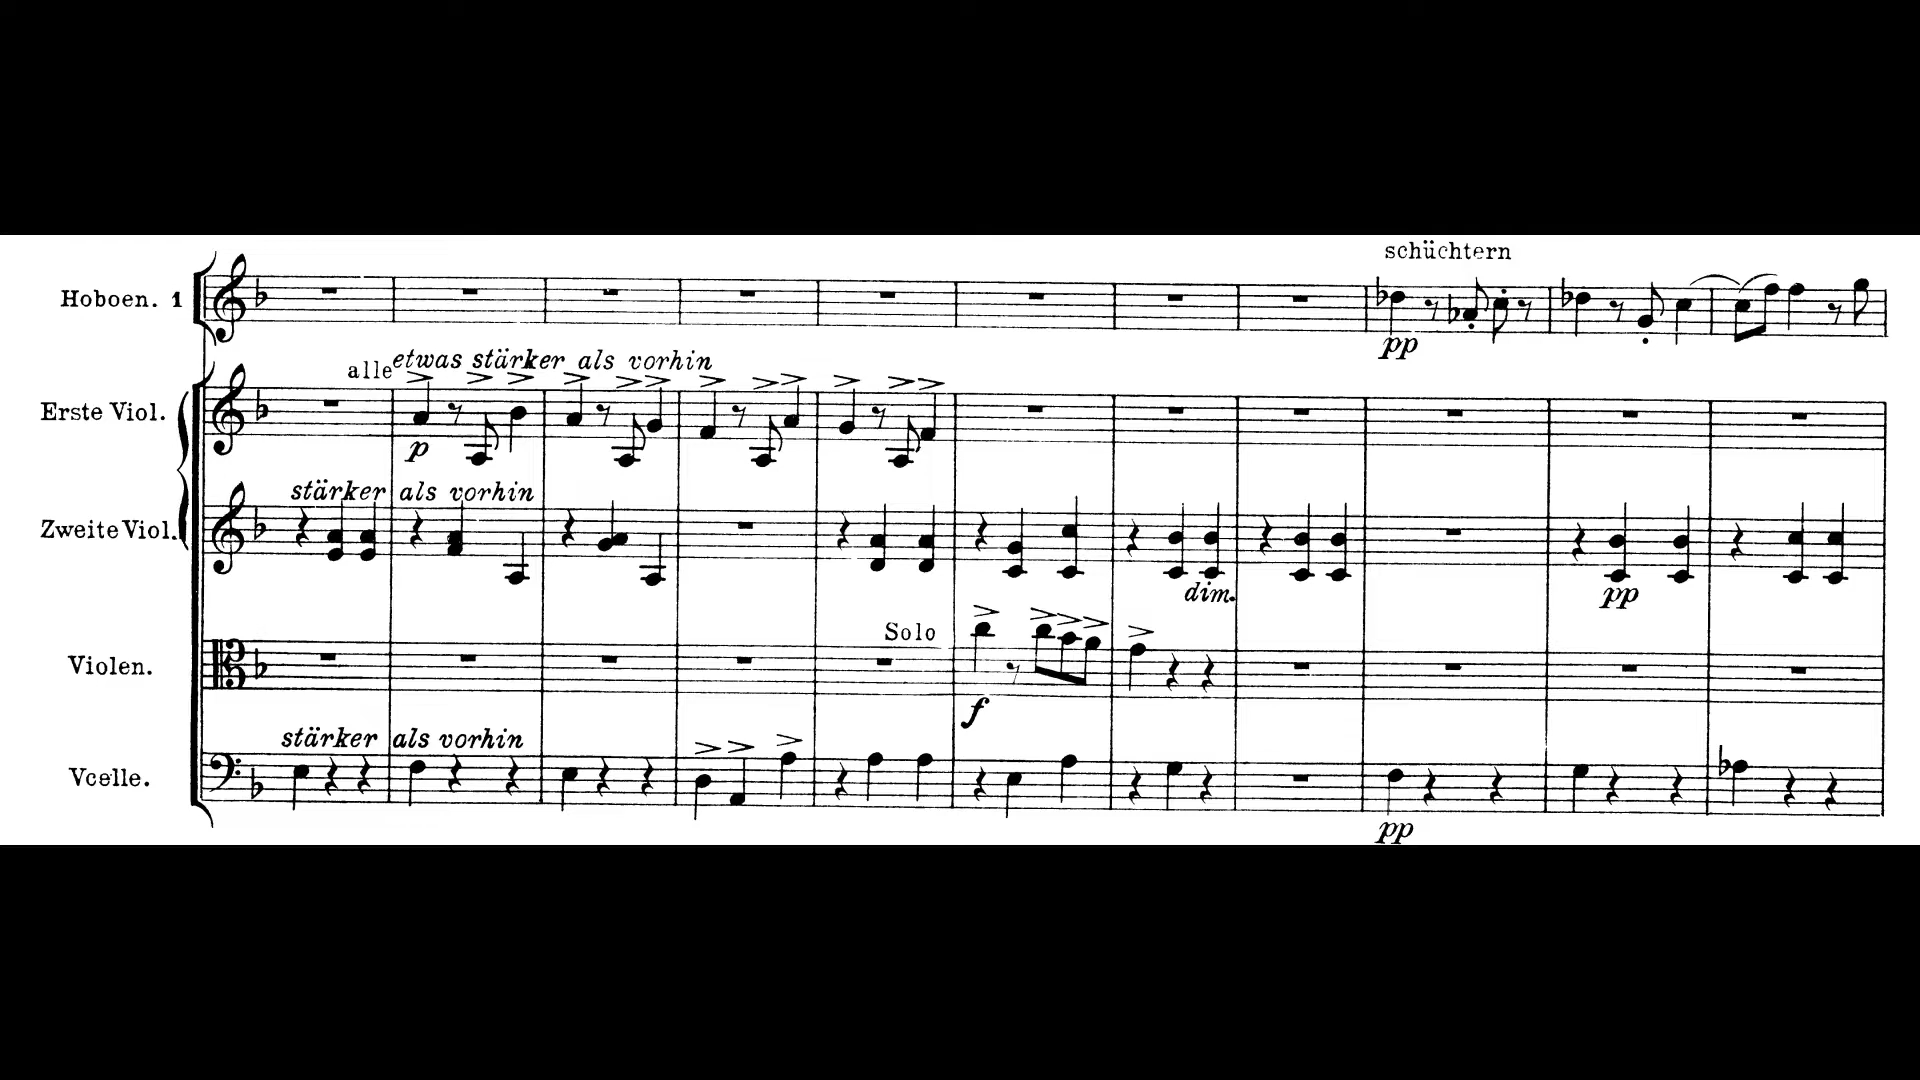 schüchtern
Hoboen. 1
pp
alle etwas stärker als vorhin
Erste Viol.
p
stärker als vorhin
Zweite Viol.
dim.
pp
Solo
Violen.
f
stärker als vorhin
Vcelle.
pp